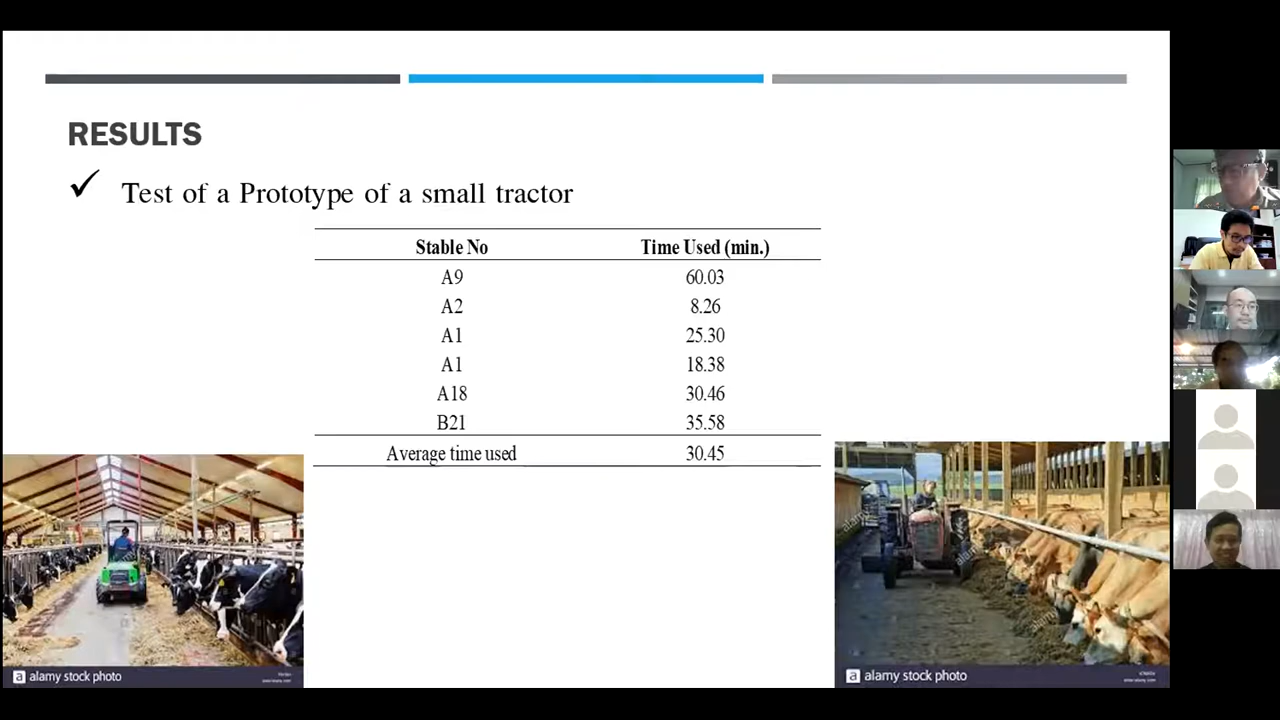 RESULTS
✓ Test of a Prototype of a small tractor
Stable No Time Used (min.)
A9 60.03
A2 8.26
A1 25.30
A1 18.38
A18 30.46
B21 35.58
Average time used 30.45
a alamy stock photo
a alamy stock photo
alamy
alamy